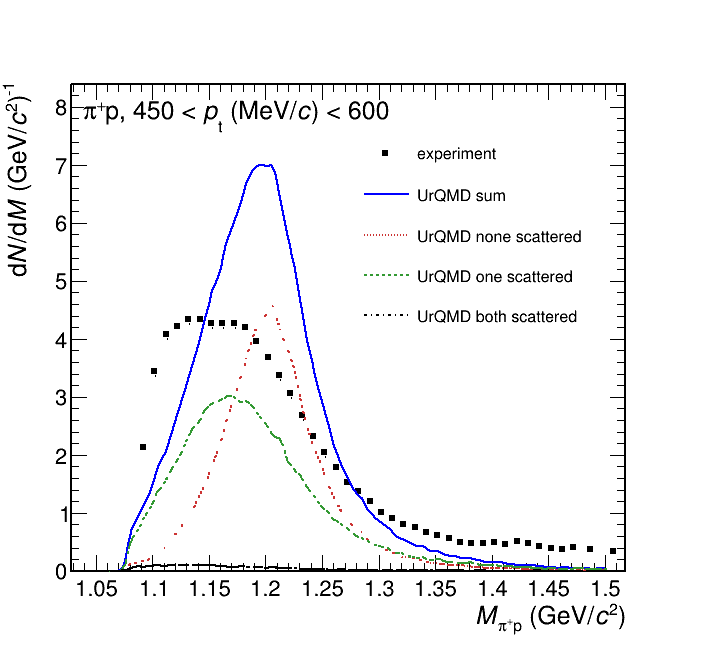 π⁺p, 450 < pₜ (MeV/c) < 600
experiment
UrQMD sum
UrQMD none scattered
UrQMD one scattered
UrQMD both scattered
dN/dM (GeV/c²)⁻¹
8
7
6
5
4
3
2
1
0
1.05 1.1 1.15 1.2 1.25 1.3 1.35 1.4 1.45 1.5
M π⁺p (GeV/c²)